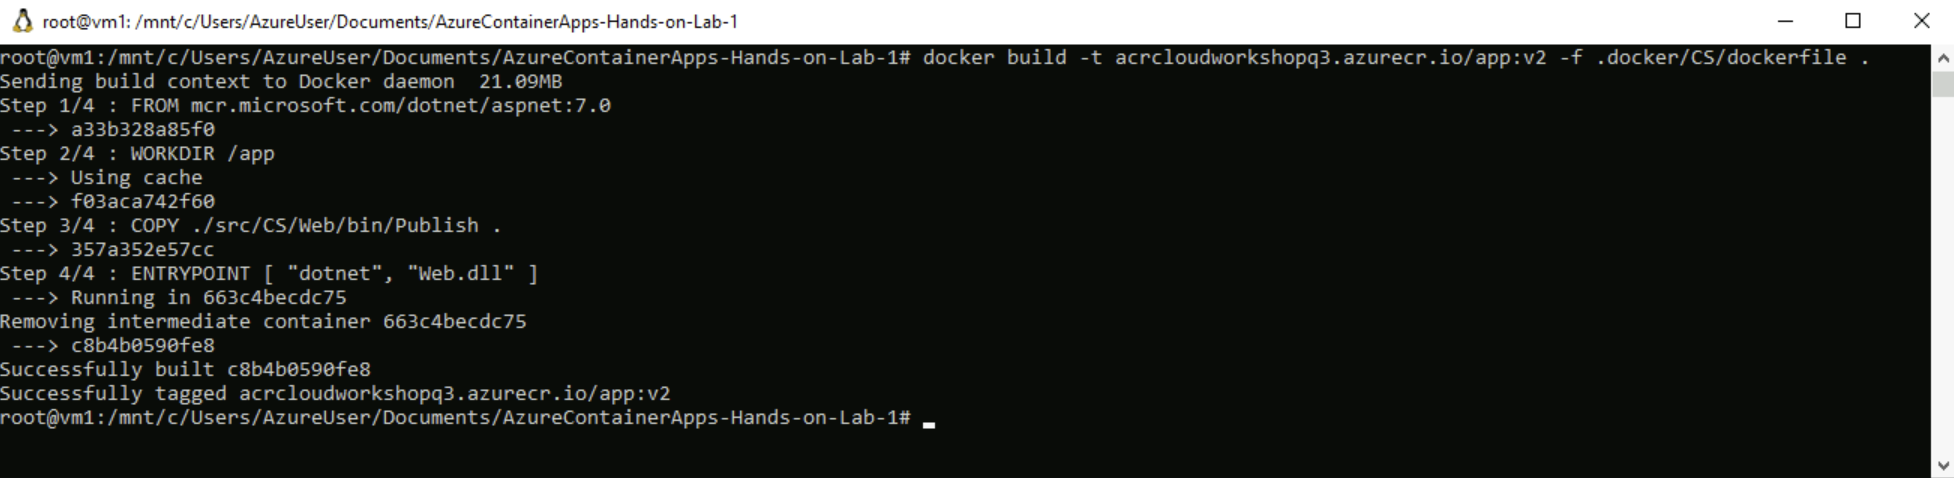 root@vm1: /mnt/c/Users/AzureUser/Documents/AzureContainerApps-Hands-on-Lab-1
root@vm1:/mnt/c/Users/AzureUser/Documents/AzureContainerApps-Hands-on-Lab-1# docker build -t acrcloudworkshopq3.azurecr.io/app:v2 -f .docker/CS/dockerfile .
Sending build context to Docker daemon  21.09MB
Step 1/4 : FROM mcr.microsoft.com/dotnet/aspnet:7.0
 ---> a33b328a85f0
Step 2/4 : WORKDIR /app
 ---> Using cache
 ---> f03aca742f60
Step 3/4 : COPY ./src/CS/Web/bin/Publish .
 ---> 357a352e57cc
Step 4/4 : ENTRYPOINT [ "dotnet", "Web.dll" ]
 ---> Running in 663c4becdc75
Removing intermediate container 663c4becdc75
 ---> c8b4b0590fe8
Successfully built c8b4b0590fe8
Successfully tagged acrcloudworkshopq3.azurecr.io/app:v2
root@vm1:/mnt/c/Users/AzureUser/Documents/AzureContainerApps-Hands-on-Lab-1#